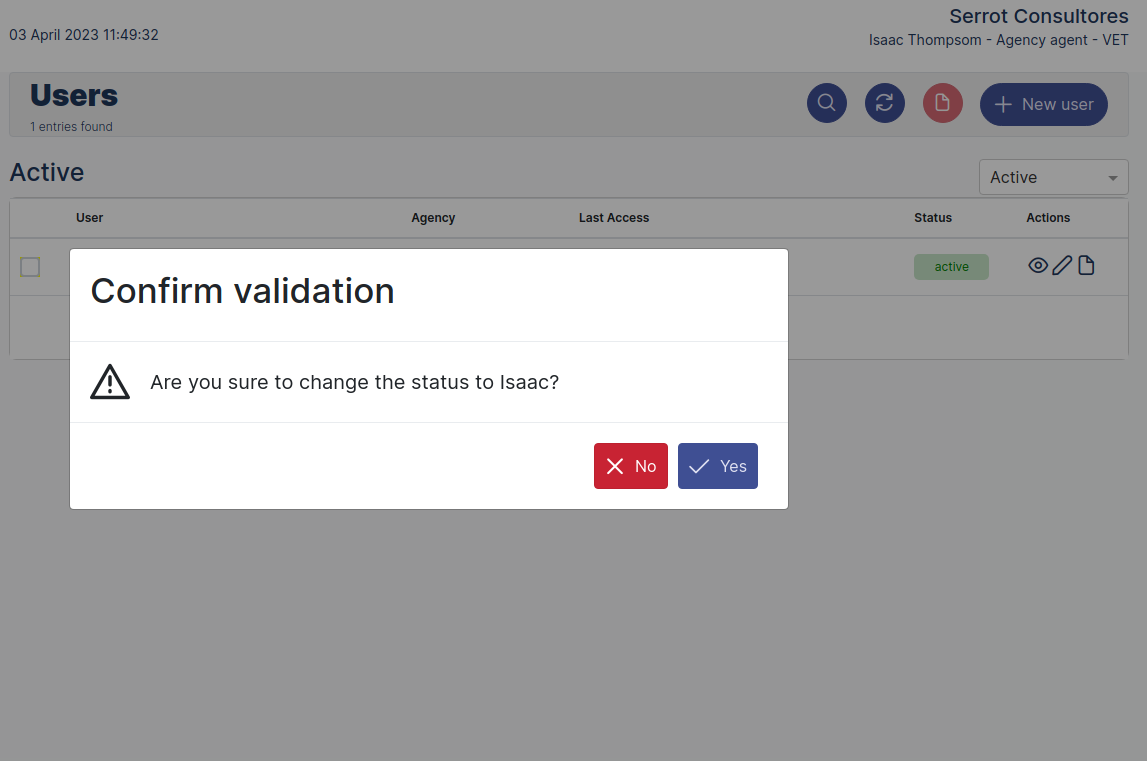 Serrot Consultores
03 April 2023 11:49:32
Isaac Thompsom - Agency agent - VET
Users
1 entries found
New user
Active
Active
User Agency Last Access Status Actions
active
Confirm validation
Are you sure to change the status to Isaac?
No Yes